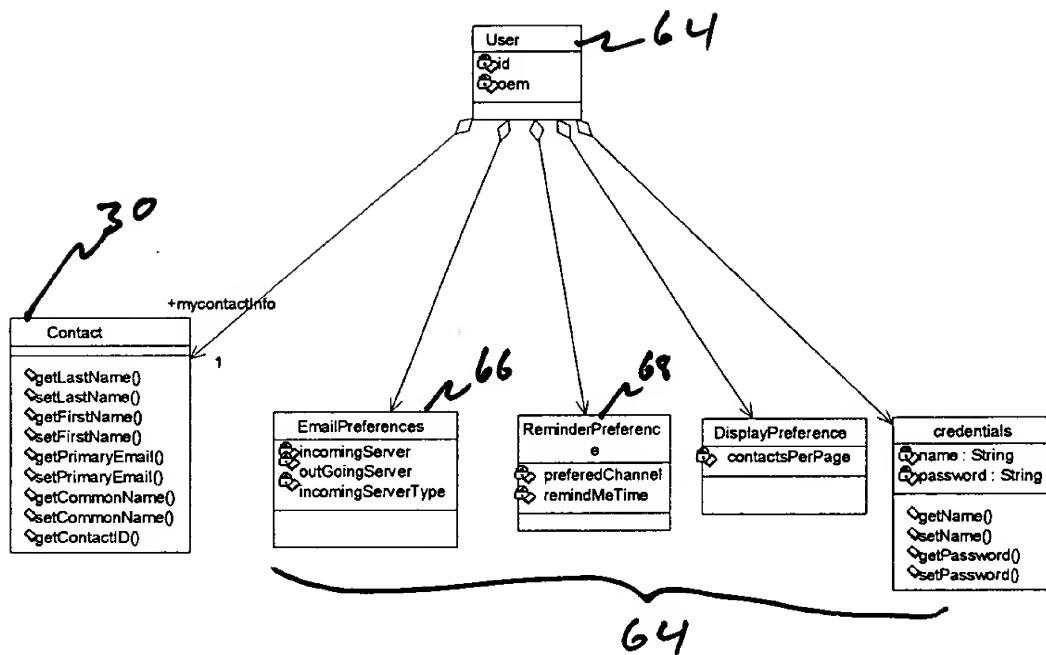 User
64
id
oem
30
+mycontactInfo
1
Contact
getLastName()
setLastName()
getFirstName()
setFirstName()
getPrimaryEmail()
setPrimaryEmail()
getCommonName()
setCommonName()
getContactID()
66
EmailPreferences
incomingServer
outGoingServer
incomingServerType
68
ReminderPreferenc
e
preferedChannel
remindMeTime
DisplayPreference
contactsPerPage
credentials
name : String
password : String
getName()
setName()
getPassword()
setPassword()
64